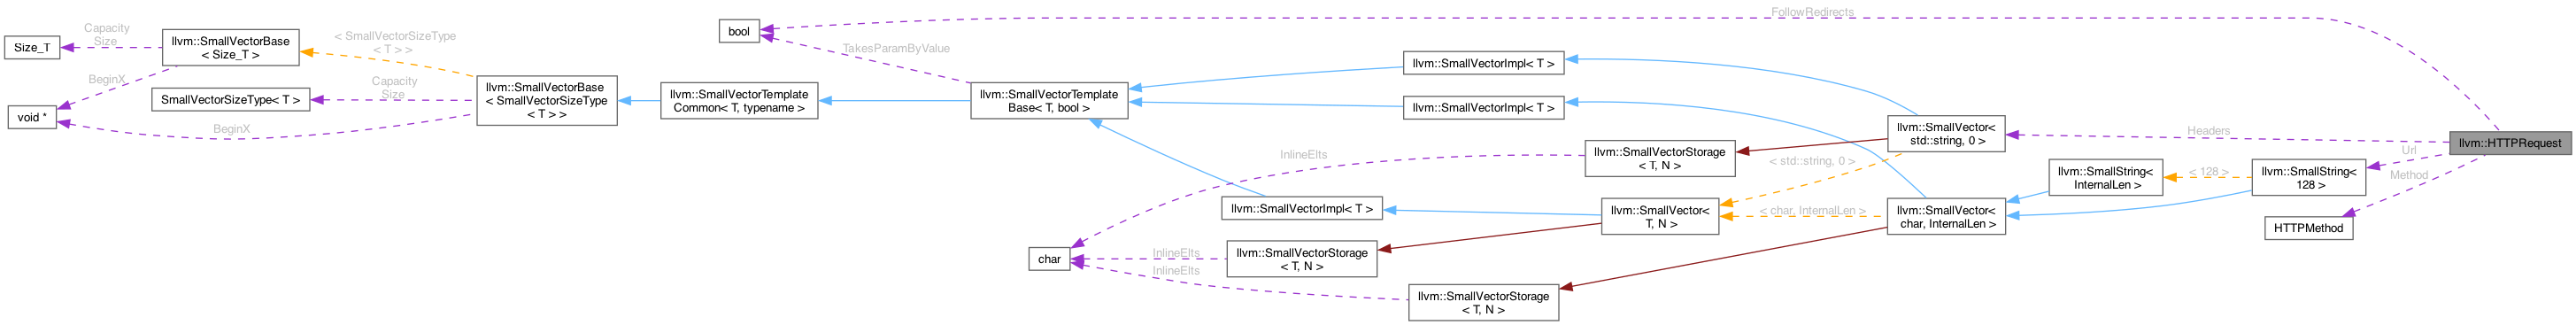 Size_T
void *
Capacity
Size
BeginX
llvm::SmallVectorBase
< Size_T >
SmallVectorSizeType< T >
< SmallVectorSizeType
< T > >
Capacity
Size
BeginX
llvm::SmallVectorBase
< SmallVectorSizeType
< T > >
llvm::SmallVectorTemplate
Common< T, typename >
bool
TakesParamByValue
FollowRedirects
llvm::SmallVectorTemplate
Base< T, bool >
char
InlineElts
llvm::SmallVectorImpl< T >
llvm::SmallVectorStorage
< T, N >
InlineElts
InlineElts
llvm::SmallVectorImpl< T >
llvm::SmallVectorImpl< T >
llvm::SmallVectorStorage
< T, N >
llvm::SmallVector<
T, N >
llvm::SmallVectorStorage
< T, N >
< std::string, 0 >
< char, InternalLen >
llvm::SmallVector<
std::string, 0 >
llvm::SmallVector<
char, InternalLen >
Headers
llvm::SmallString<
InternalLen >
< 128 >
llvm::SmallString<
128 >
HTTPMethod
Url
Method
llvm::HTTPRequest